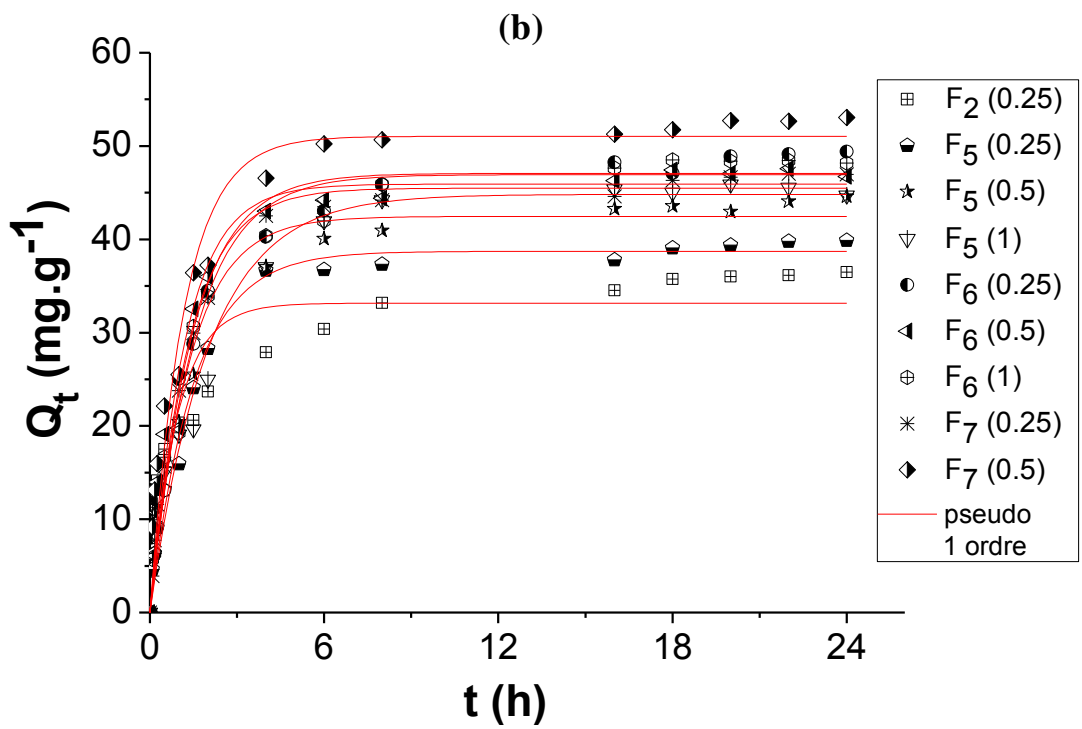 (b)
60
50
40
30
20
10
0
0
6
12
18
24
Qt (mg.g-1)
t (h)
F2 (0.25)
F5 (0.25)
F5 (0.5)
F5 (1)
F6 (0.25)
F6 (0.5)
F6 (1)
F7 (0.25)
F7 (0.5)
pseudo
1 ordre